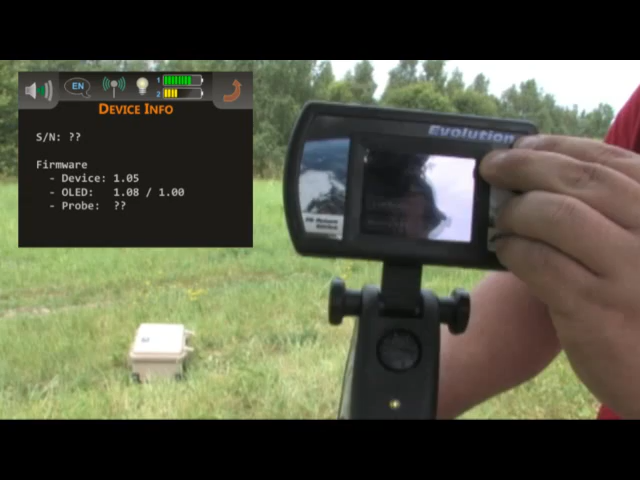 EN
1
2
DEVICE INFO
S/N: ??
Firmware
- Device: 1.05
- OLED: 1.08 / 1.00
- Probe: ??
Evolution